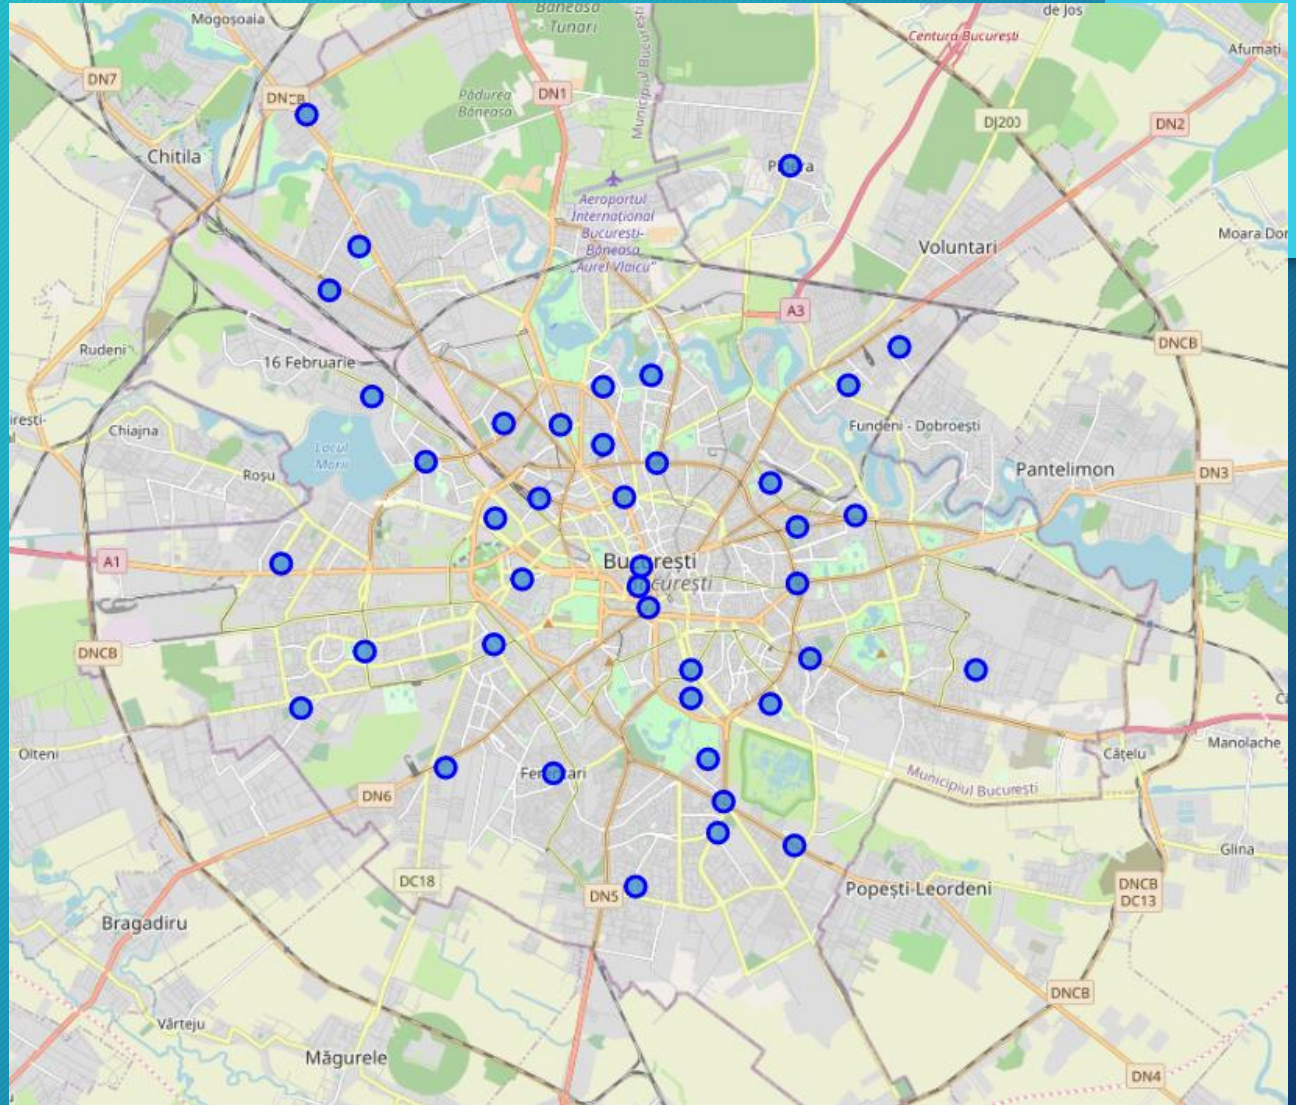 Băneasa
Tunari
Mogoșoaia
de Jos
Centura București
Afumați
DN7
DNCB
Pădurea
Băneasa
DN1
Municipiul București
DJ200
DN2
Chitila
Aeroportul
Internațional
București-
Băneasa
„Aurel Vlaicu”
Voluntari
Moara Dom
A3
Rudeni
16 Februarie
DNCB
Chiajna
Fundeni - Dobroești
Lacul
Morii
Roșu
Pantelimon
DN3
A1
București
București
DNCB
Olteni
Cățelu
Manolache
Ferentari
DN6
Municipiul București
DC18
Glina
DN5
Popești-Leordeni
DNCB
DC13
Bragadiru
DNCB
Vârteju
Măgurele
DN4